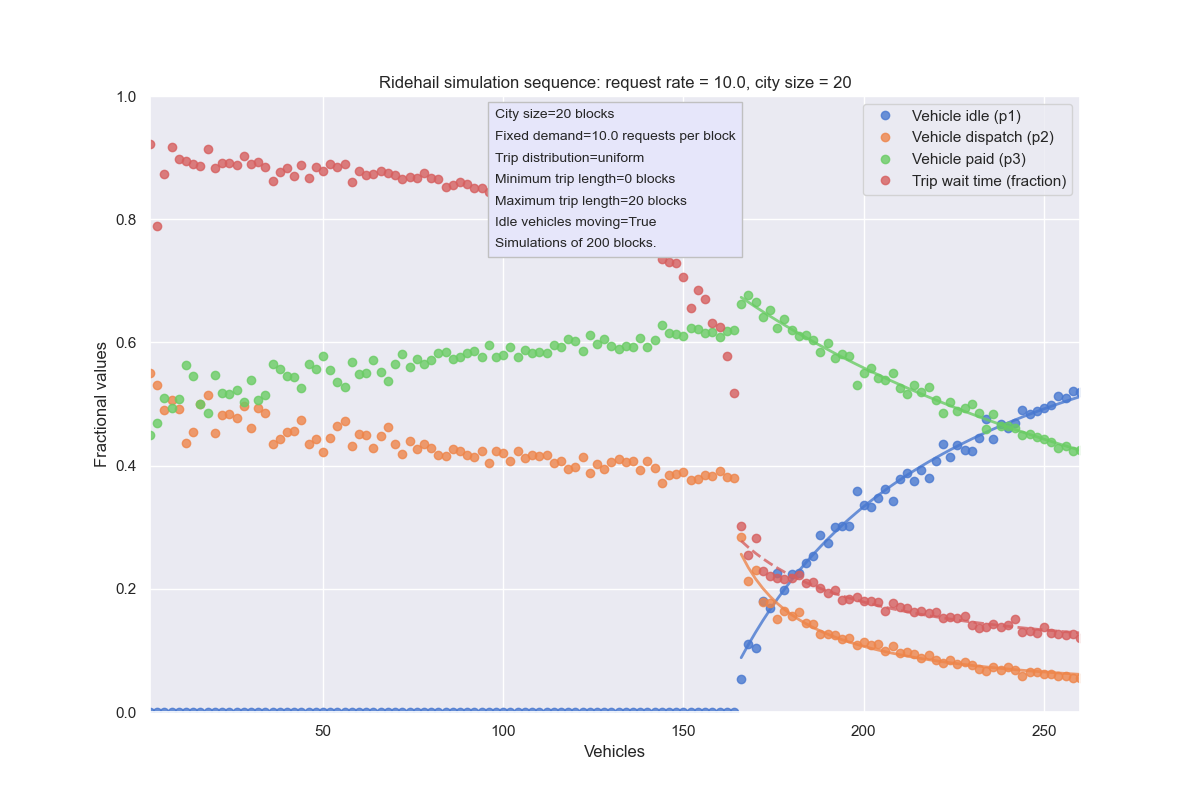 Ridehail simulation sequence: request rate = 10.0, city size = 20
1.0
0.8
0.6
0.4
0.2
0.0
Fractional values
City size=20 blocks
Fixed demand=10.0 requests per block
Trip distribution=uniform
Minimum trip length=0 blocks
Maximum trip length=20 blocks
Idle vehicles moving=True
Simulations of 200 blocks.
Vehicle idle (p1)
Vehicle dispatch (p2)
Vehicle paid (p3)
Trip wait time (fraction)
50
100
150
200
250
Vehicles